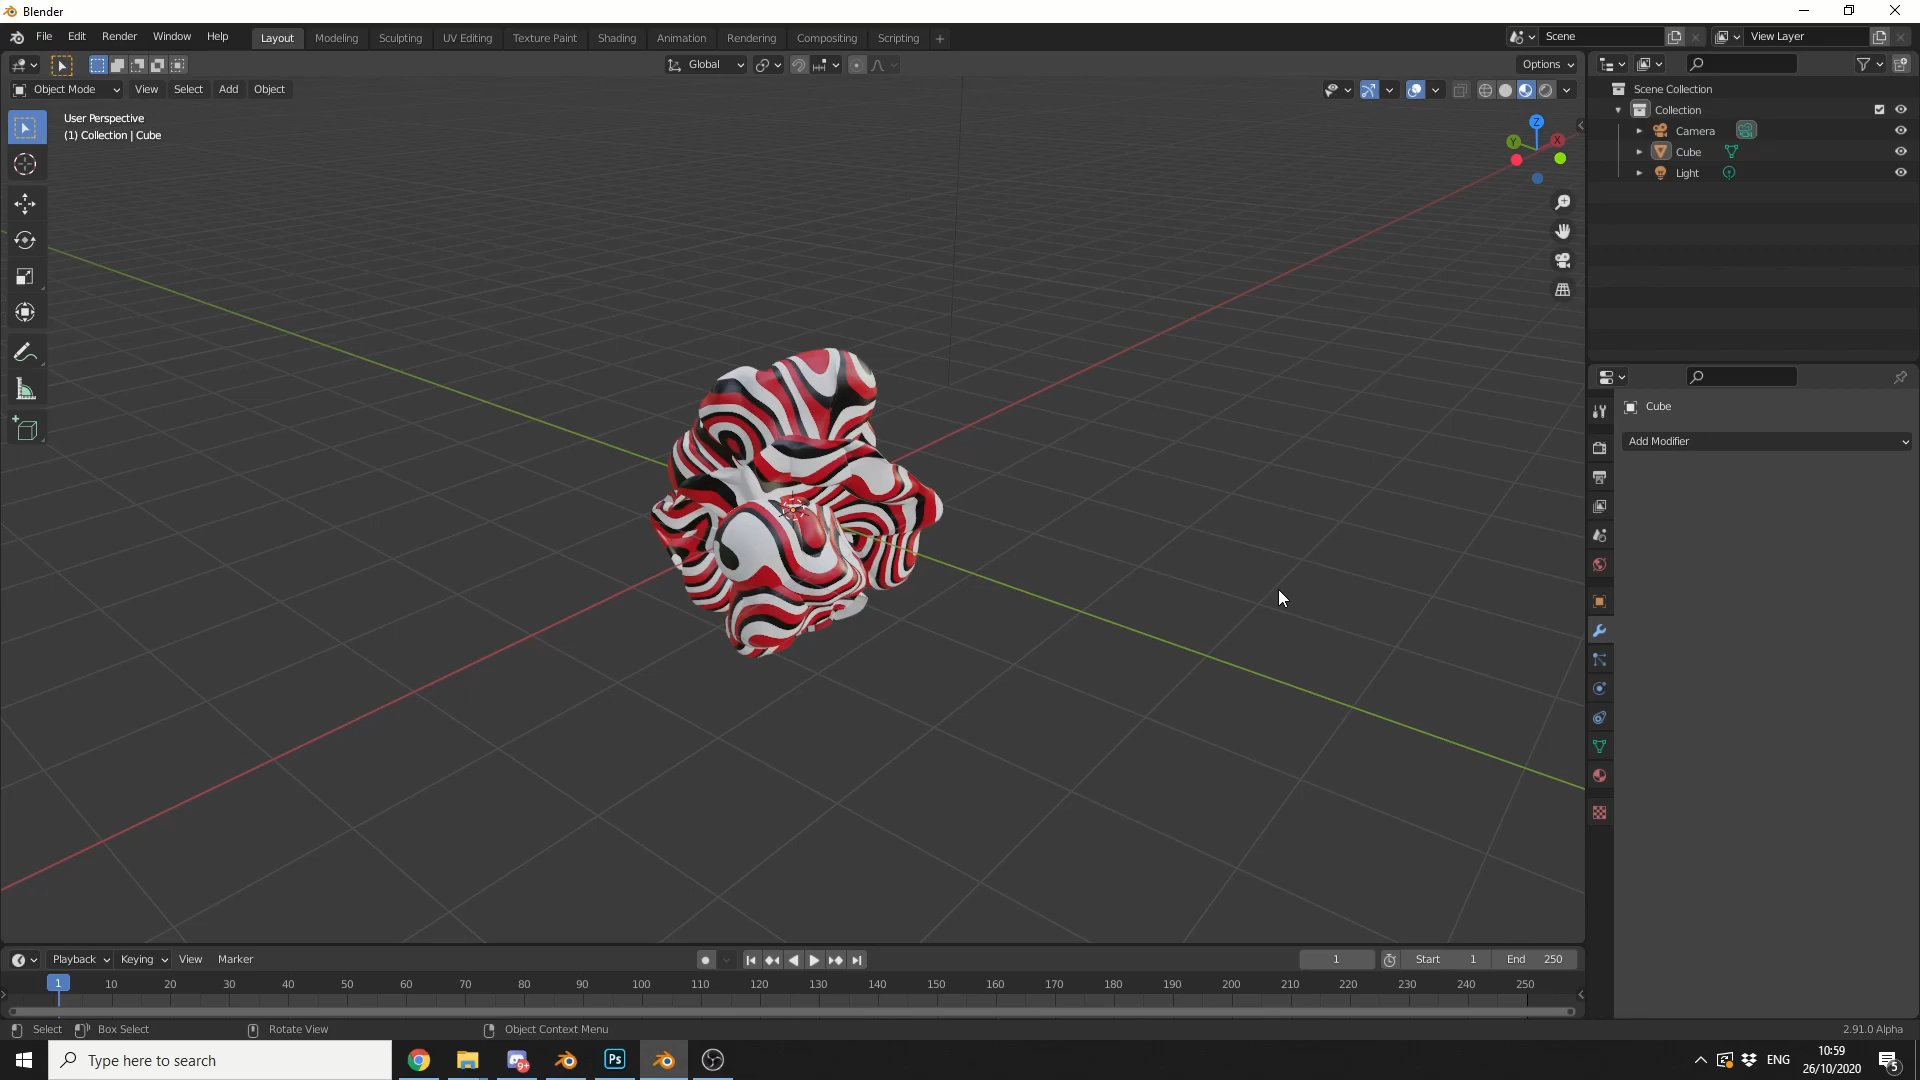 Blender
File Edit Render Window Help Layout Modeling Sculpting UV Editing Texture Paint Shading Animation Rendering Compositing Scripting + Scene View Layer
Global Options
Object Mode View Select Add Object
User Perspective
(1) Collection | Cube
Z
Y
X
Scene Collection
Collection
Camera
Cube
Light
Cube
Add Modifier
Playback Keying View Marker 1 Start 1 End 250
1 10 20 30 40 50 60 70 80 90 100 110 120 130 140 150 160 170 180 190 200 210 220 230 240 250
Select Box Select Rotate View Object Context Menu 2.91.0 Alpha
Type here to search 9+ Ps ENG 10:59
26/10/2020 5